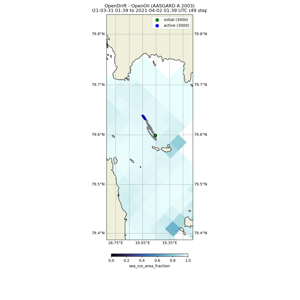 OpenDrift - OpenOil (AASGARD A 2003)
21-03-31 01:39 to 2021-04-02 01:39 UTC (49 step
initial (3000)
active (3000)
79.8°N
79.7°N
79.6°N
79.5°N
79.4°N
79.8°N
79.7°N
79.6°N
79.5°N
79.4°N
18.75°E 19.05°E 19.35°E
0.0 0.2 0.4 0.6 0.8 1.0
sea_ice_area_fraction